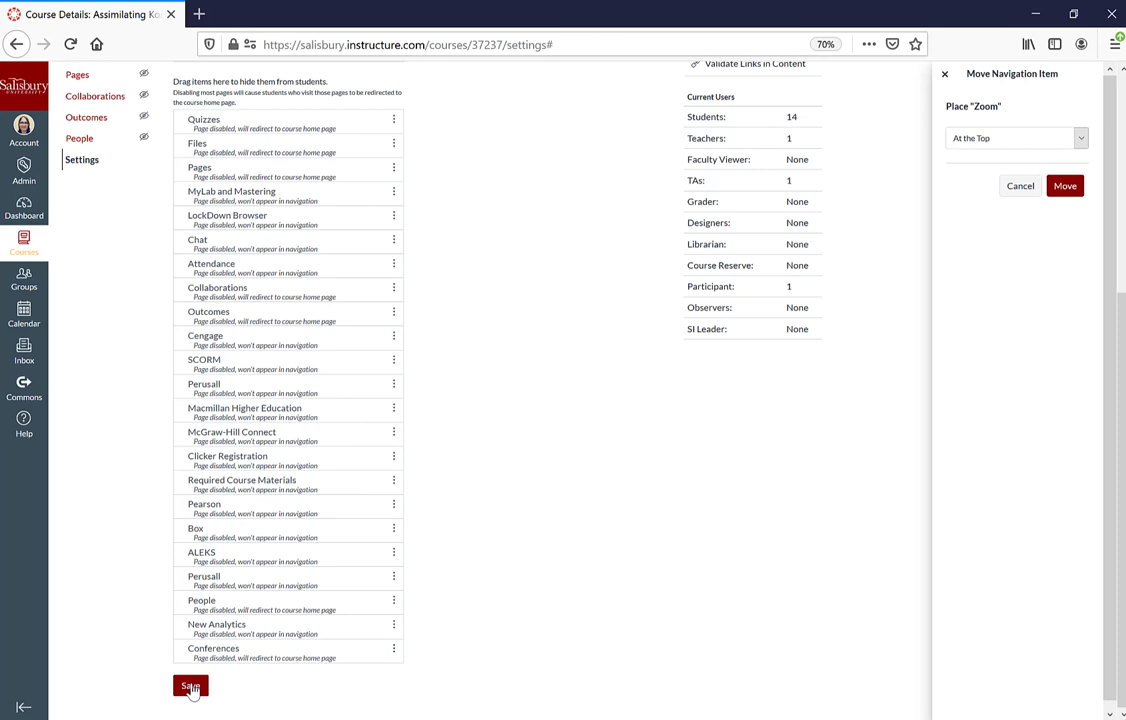 Course Details: Assimilating Ko
https://salisbury.instructure.com/courses/37237/settings#
70%
Salisbury
UNIVERSITY
Account
Admin
Dashboard
Courses
Groups
Calendar
Inbox
Commons
Help
Pages
Collaborations
Outcomes
People
Settings
Drag items here to hide them from students.
Disabling most pages will cause students who visit those pages to be redirected to
the course home page.
Quizzes
Page disabled, will redirect to course home page
Files
Page disabled, will redirect to course home page
Pages
Page disabled, will redirect to course home page
MyLab and Mastering
Page disabled, won't appear in navigation
LockDown Browser
Page disabled, won't appear in navigation
Chat
Page disabled, won't appear in navigation
Attendance
Page disabled, won't appear in navigation
Collaborations
Page disabled, will redirect to course home page
Outcomes
Page disabled, will redirect to course home page
Cengage
Page disabled, won't appear in navigation
SCORM
Page disabled, won't appear in navigation
Perusall
Page disabled, won't appear in navigation
Macmillan Higher Education
Page disabled, won't appear in navigation
McGraw-Hill Connect
Page disabled, won't appear in navigation
Clicker Registration
Page disabled, won't appear in navigation
Required Course Materials
Page disabled, won't appear in navigation
Pearson
Page disabled, won't appear in navigation
Box
Page disabled, won't appear in navigation
ALEKS
Page disabled, won't appear in navigation
Perusall
Page disabled, won't appear in navigation
People
Page disabled, will redirect to course home page
New Analytics
Page disabled, won't appear in navigation
Conferences
Page disabled, will redirect to course home page
Save
Validate Links in Content
Current Users
Students: 14
Teachers: 1
Faculty Viewer: None
TAs: 1
Grader: None
Designers: None
Librarian: None
Course Reserve: None
Participant: 1
Observers: None
SI Leader: None
Move Navigation Item
Place "Zoom"
At the Top
Cancel
Move